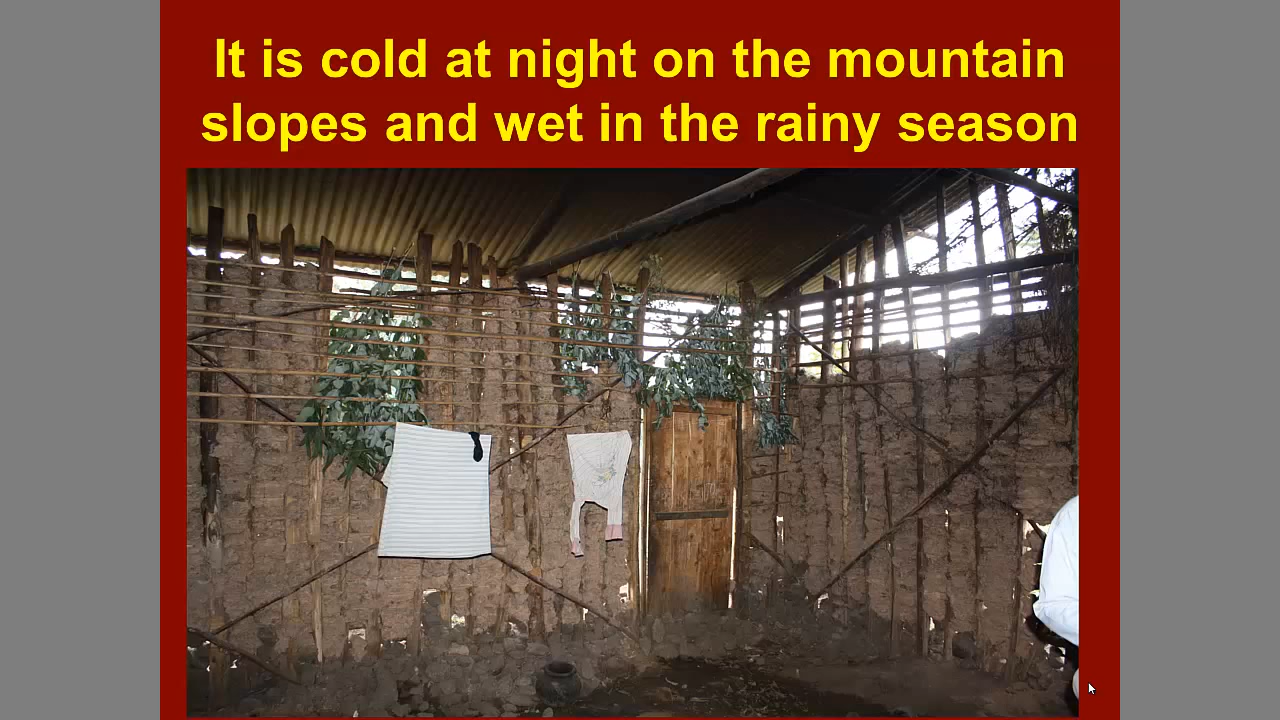 It is cold at night on the mountain
slopes and wet in the rainy season